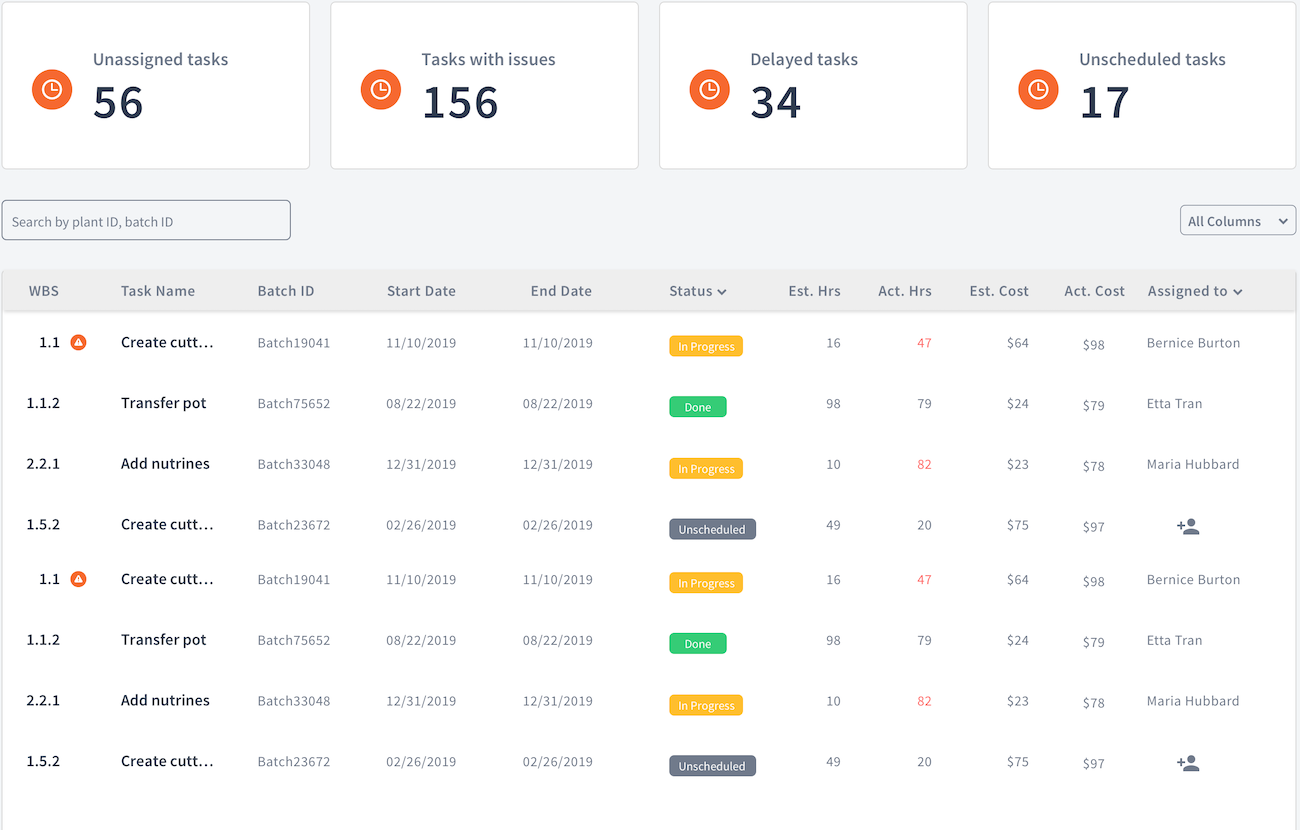 Unassigned tasks Tasks with issues Delayed tasks Unscheduled tasks
56 156 34 17
Search by plant ID, batch ID All Columns
WBS Task Name Batch ID Start Date End Date Status Est. Hrs Act. Hrs Est. Cost Act. Cost Assigned to
1.1 Create cutt... Batch19041 11/10/2019 11/10/2019 In Progress 16 47 $64 $98 Bernice Burton
1.1.2 Transfer pot Batch75652 08/22/2019 08/22/2019 Done 98 79 $24 $79 Etta Tran
2.2.1 Add nutrines Batch33048 12/31/2019 12/31/2019 In Progress 10 82 $23 $78 Maria Hubbard
1.5.2 Create cutt... Batch23672 02/26/2019 02/26/2019 Unscheduled 49 20 $75 $97
1.1 Create cutt... Batch19041 11/10/2019 11/10/2019 In Progress 16 47 $64 $98 Bernice Burton
1.1.2 Transfer pot Batch75652 08/22/2019 08/22/2019 Done 98 79 $24 $79 Etta Tran
2.2.1 Add nutrines Batch33048 12/31/2019 12/31/2019 In Progress 10 82 $23 $78 Maria Hubbard
1.5.2 Create cutt... Batch23672 02/26/2019 02/26/2019 Unscheduled 49 20 $75 $97